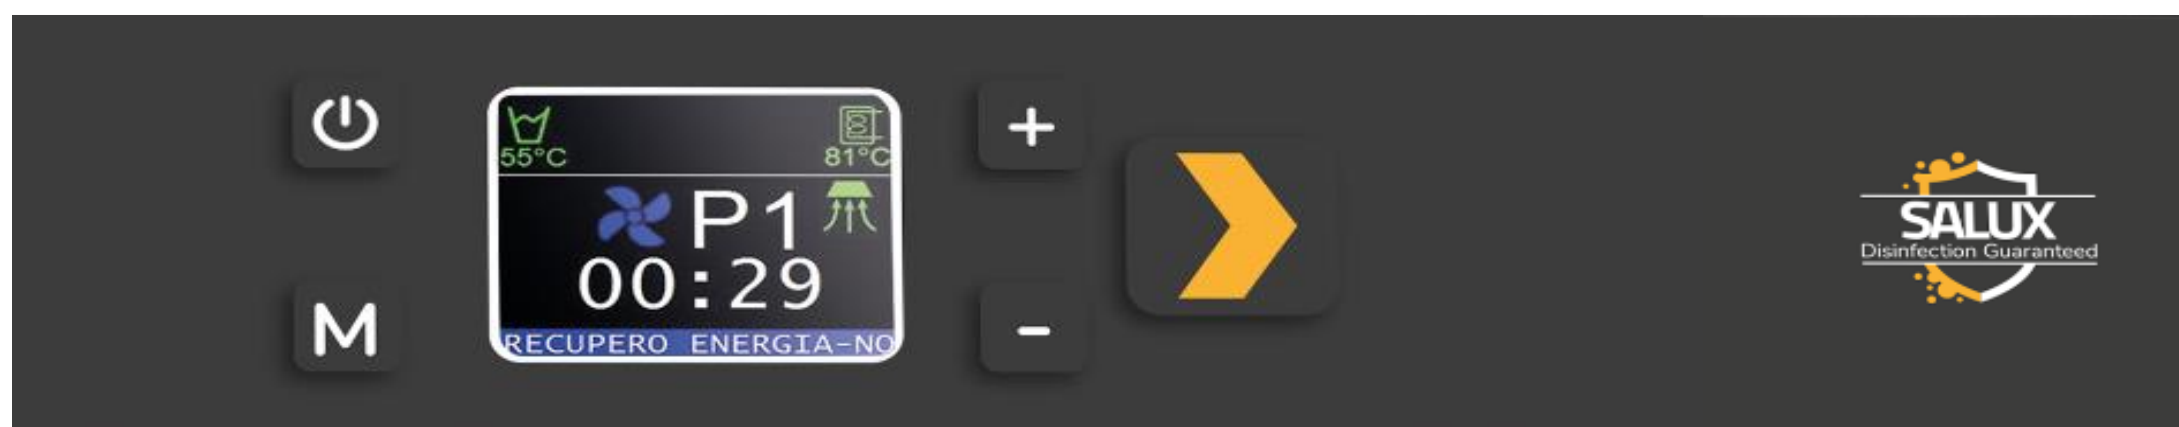 55°C
81°C
P1
00:29
RECUPERO ENERGIA-NO
M
+
-
SALUX
Disinfection Guaranteed